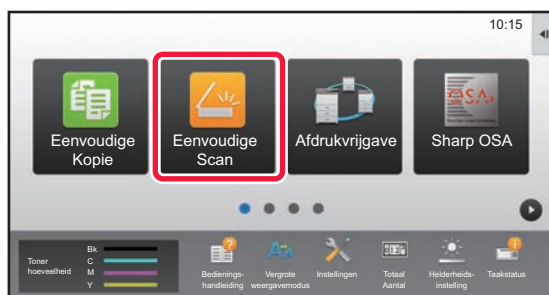 10:15
Eenvoudige
Kopie
Eenvoudige
Scan
Afdrukvrijgave
Sharp OSA
Toner
hoeveelheid
Bk
C
M
Y
Bedienings-
handleiding
Vergrote
weergavemodus
Instellingen
Totaal
Aantal
Helderheids-
instelling
Taakstatus